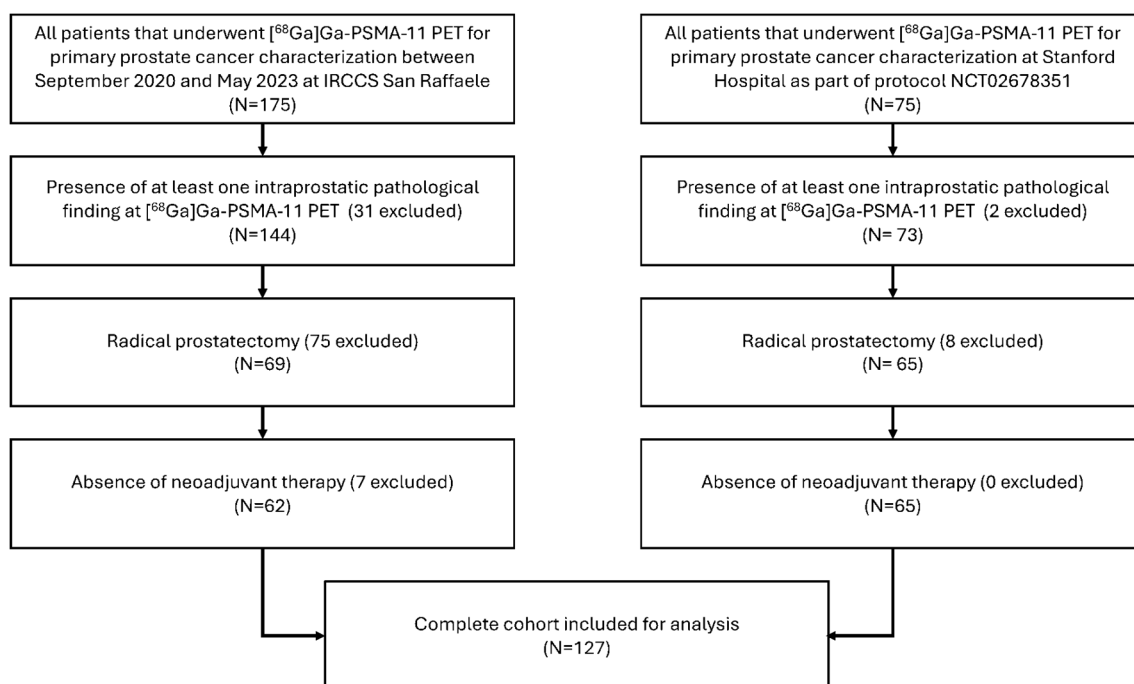 All patients that underwent [⁶⁸Ga]Ga-PSMA-11 PET for
primary prostate cancer characterization between
September 2020 and May 2023 at IRCCS San Raffaele
(N=175)
Presence of at least one intraprostatic pathological
finding at [⁶⁸Ga]Ga-PSMA-11 PET (31 excluded)
N=144)
Radical prostatectomy (75 excluded)
(N=69)
Absence of neoadjuvant therapy (7 excluded)
(N=62)
All patients that underwent [⁶⁸Ga]Ga-PSMA-11 PET for
primary prostate cancer characterization at Stanford
Hospital as part of protocol NCT02678351
(N=75)
Presence of at least one intraprostatic pathological
finding at [⁶⁸Ga]Ga-PSMA-11 PET (2 excluded)
(N= 73)
Radical prostatectomy (8 excluded)
(N= 65)
Absence of neoadjuvant therapy (0 excluded)
(N=65)
Complete cohort included for analysis
(N=127)